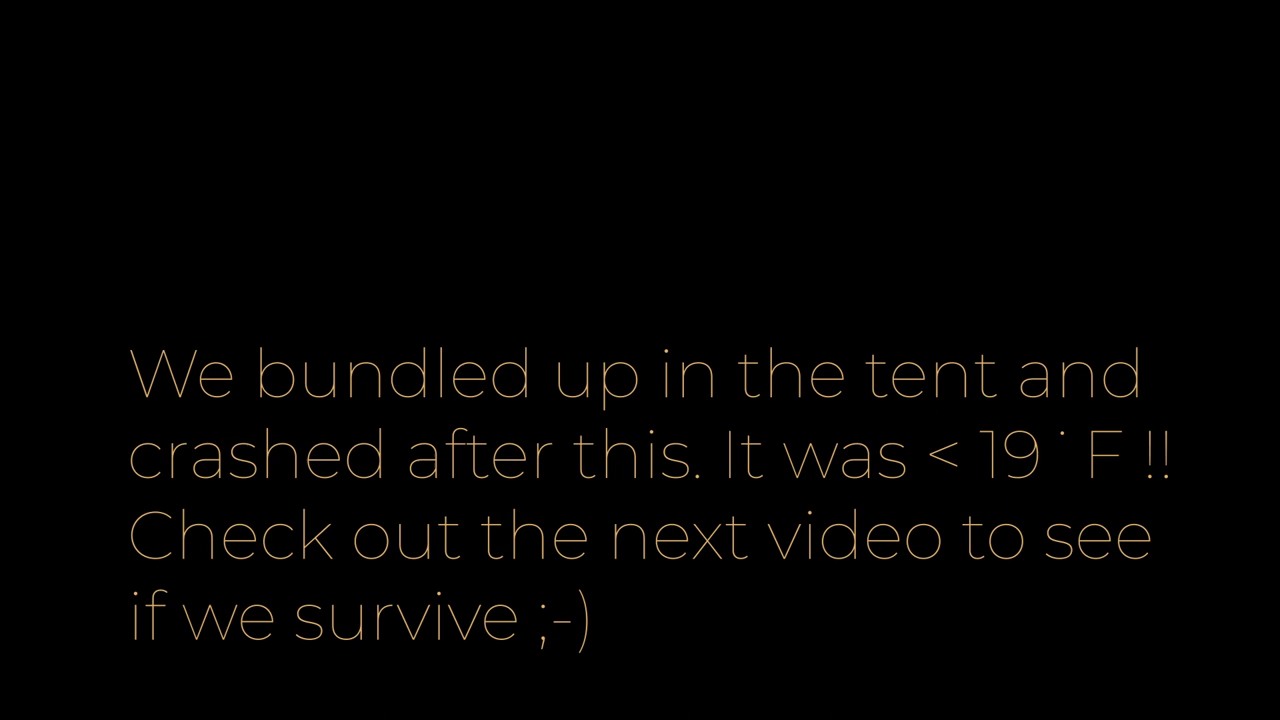 We bundled up in the tent and
crashed after this. It was < 19˙F !!
Check out the next video to see
if we survive ;-)